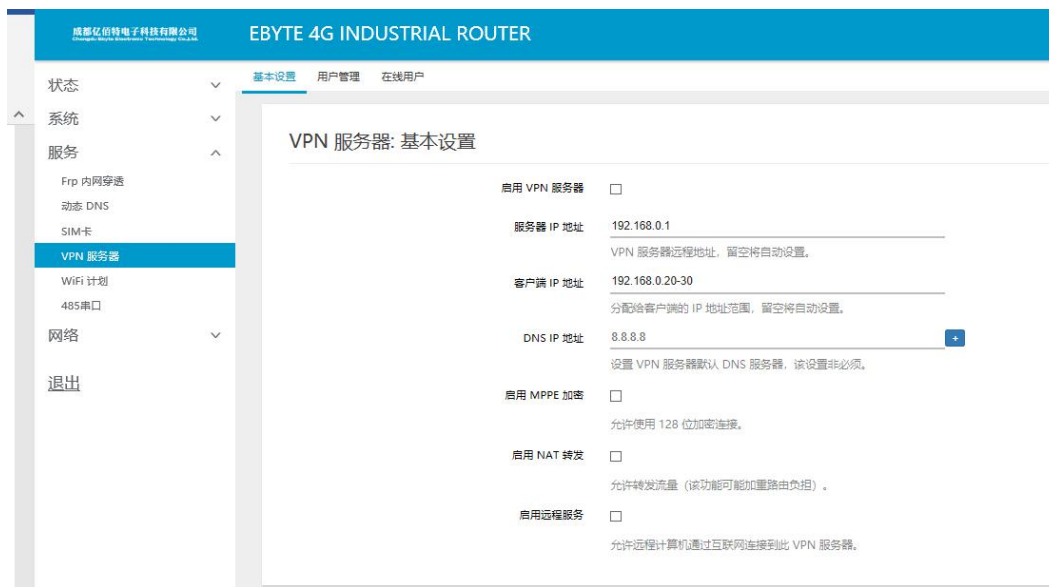 成都亿佰特电子科技有限公司
Chengdu Ebyte Electronic Technology Co.,Ltd.
EBYTE 4G INDUSTRIAL ROUTER
基本设置 用户管理 在线用户
状态
系统
服务
Frp 内网穿透
动态 DNS
SIM卡
VPN 服务器
WiFi 计划
485串口
网络
退出
VPN 服务器: 基本设置
启用 VPN 服务器
服务器 IP 地址 192.168.0.1
VPN 服务器远程地址，留空将自动设置。
客户端 IP 地址 192.168.0.20-30
分配给客户端的 IP 地址范围，留空将自动设置。
DNS IP 地址 8.8.8.8 +
设置 VPN 服务器默认 DNS 服务器，该设置非必须。
启用 MPPE 加密
允许使用 128 位加密连接。
启用 NAT 转发
允许转发流量（该功能可能加重路由负担）.
启用远程服务
允许远程计算机通过互联网连接到此 VPN 服务器。